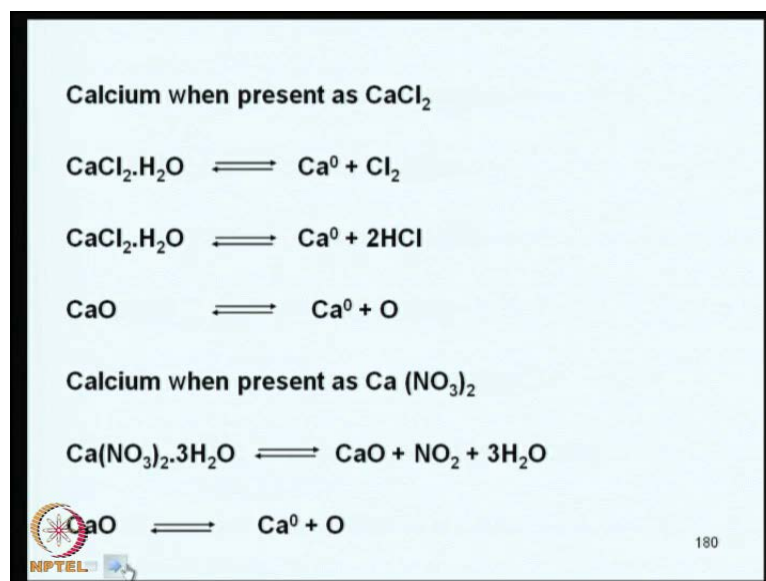 Calcium when present as CaCl₂
CaCl₂.H₂O ⇌ Ca⁰ + Cl₂
CaCl₂.H₂O ⇌ Ca⁰ + 2HCl
CaO ⇌ Ca⁰ + O
Calcium when present as Ca (NO₃)₂
Ca(NO₃)₂.3H₂O ⇌ CaO + NO₂ + 3H₂O
CaO ⇌ Ca⁰ + O
180
NPTEL